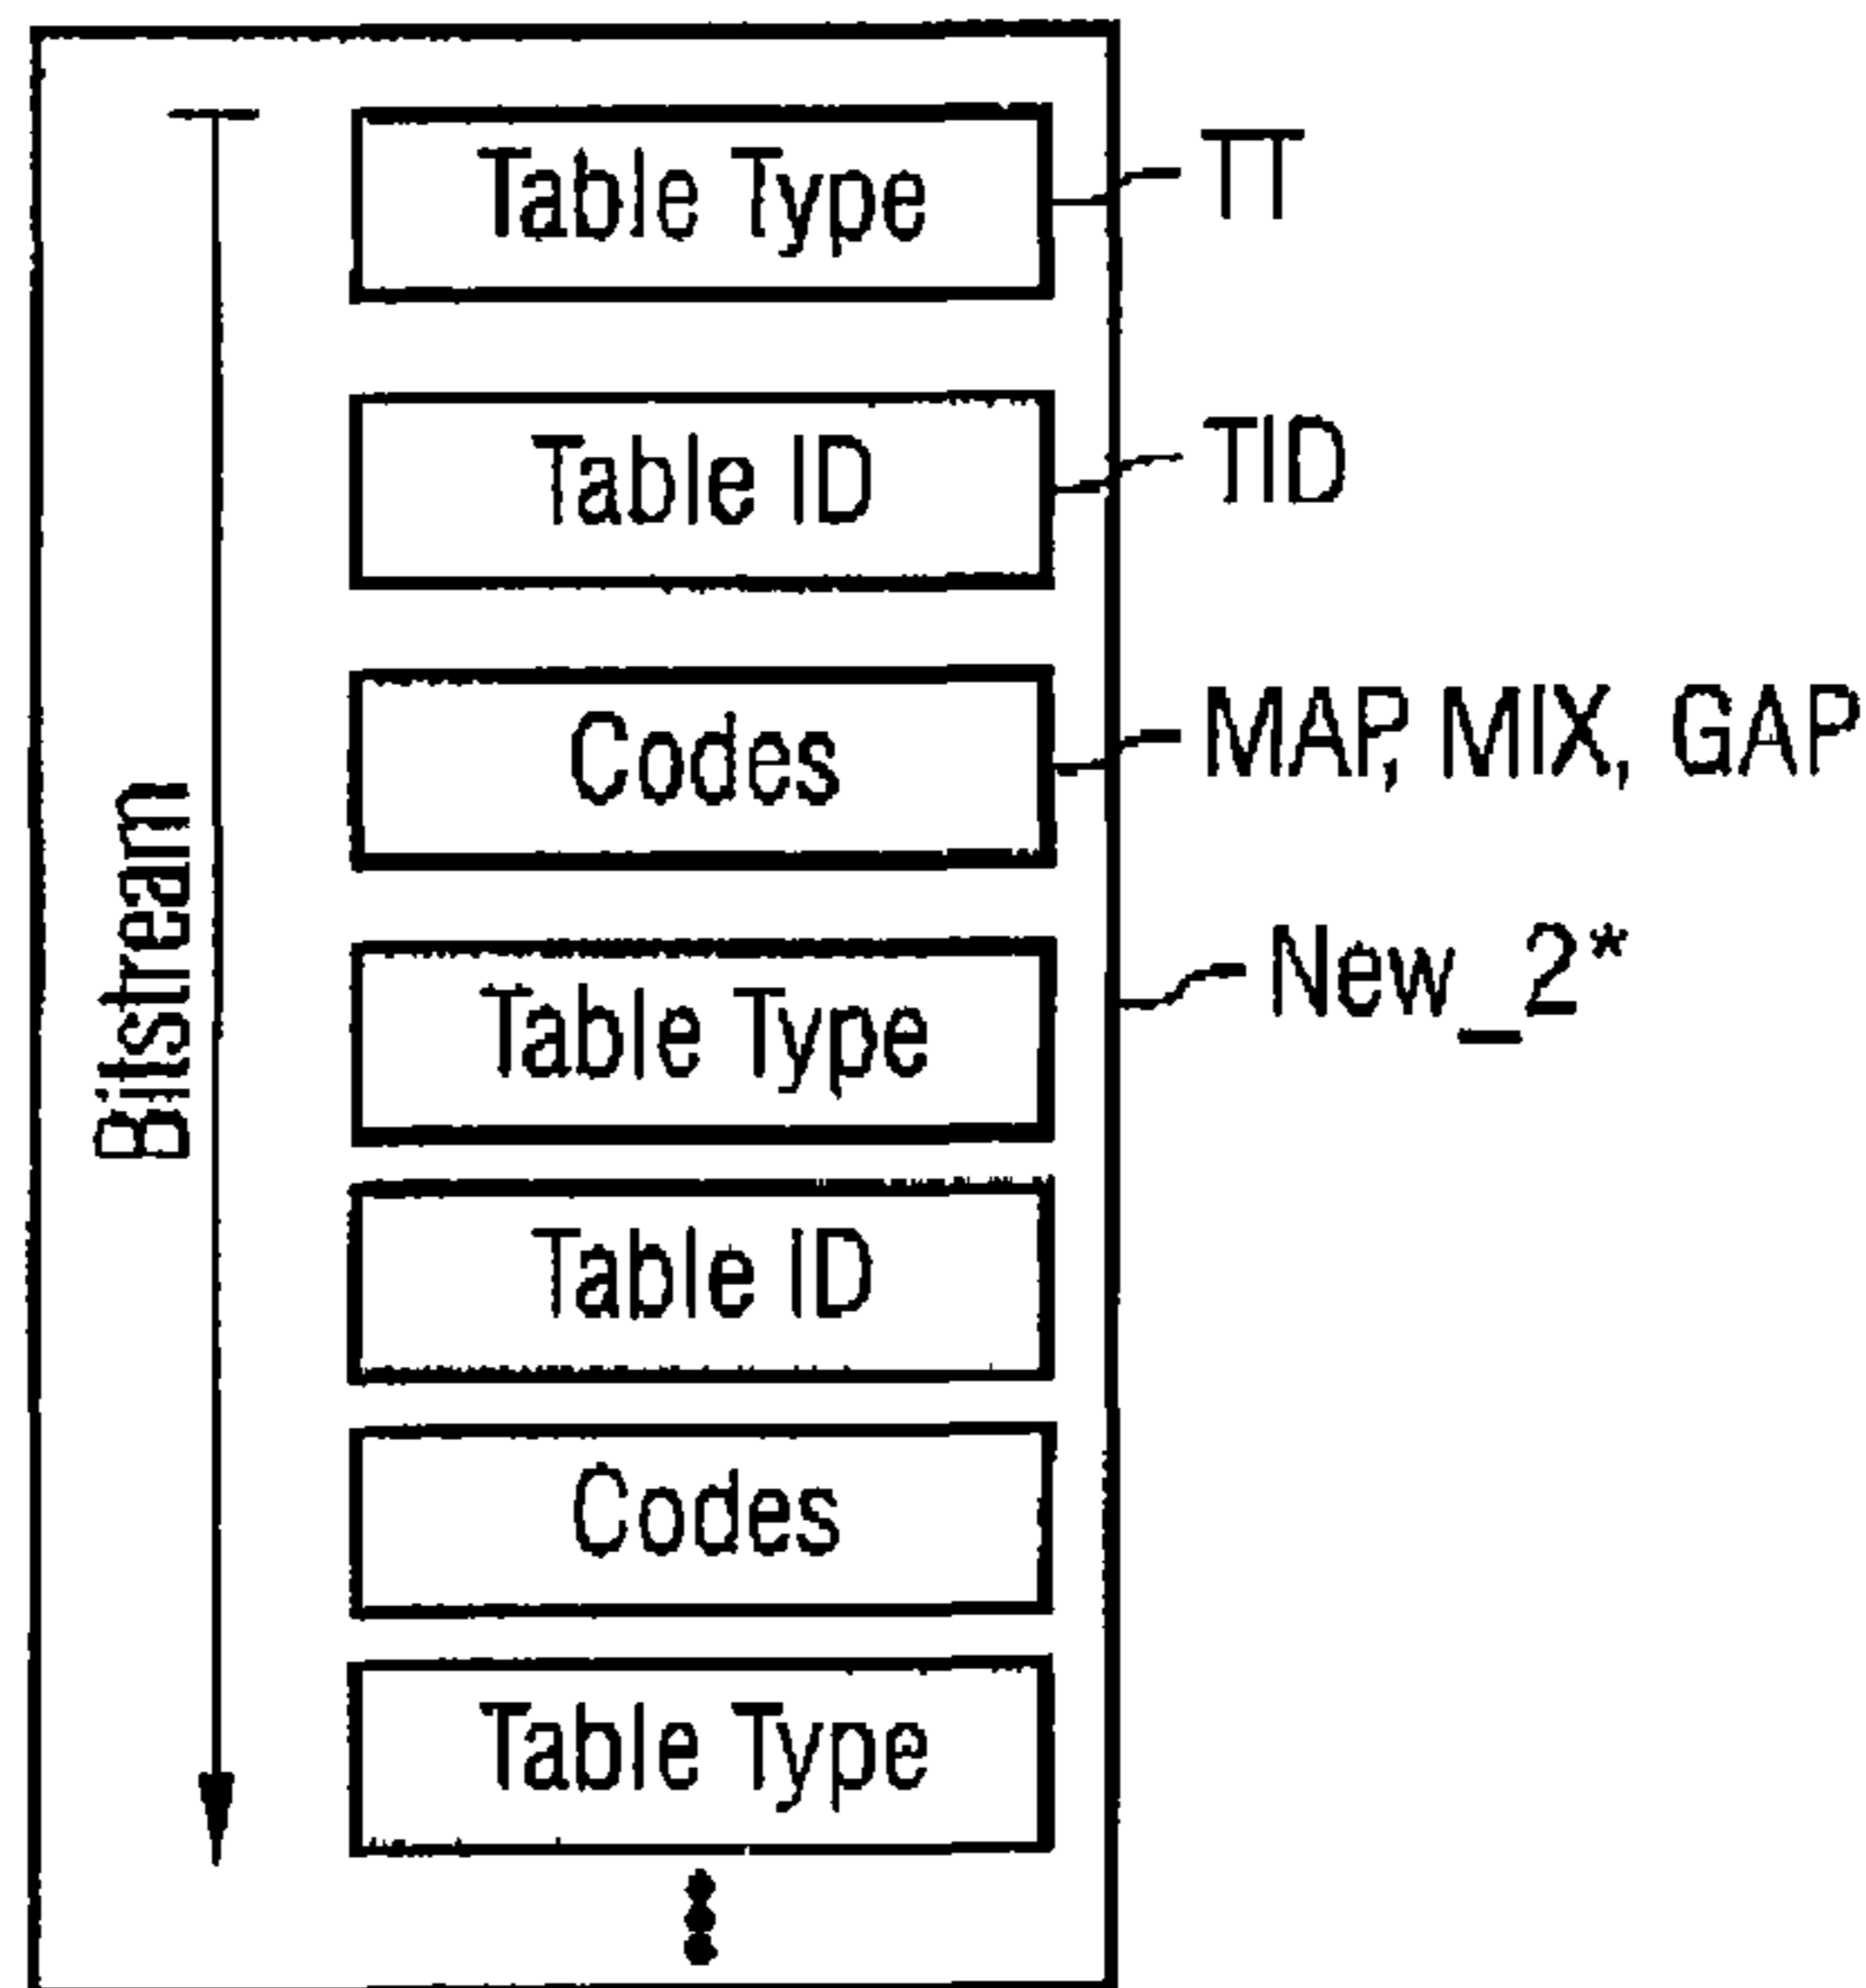 Table Type
TT
Table ID
TID
Codes
MAP, MIX, GAP
Bitstream
Table Type
New_2*
Table ID
Codes
Table Type